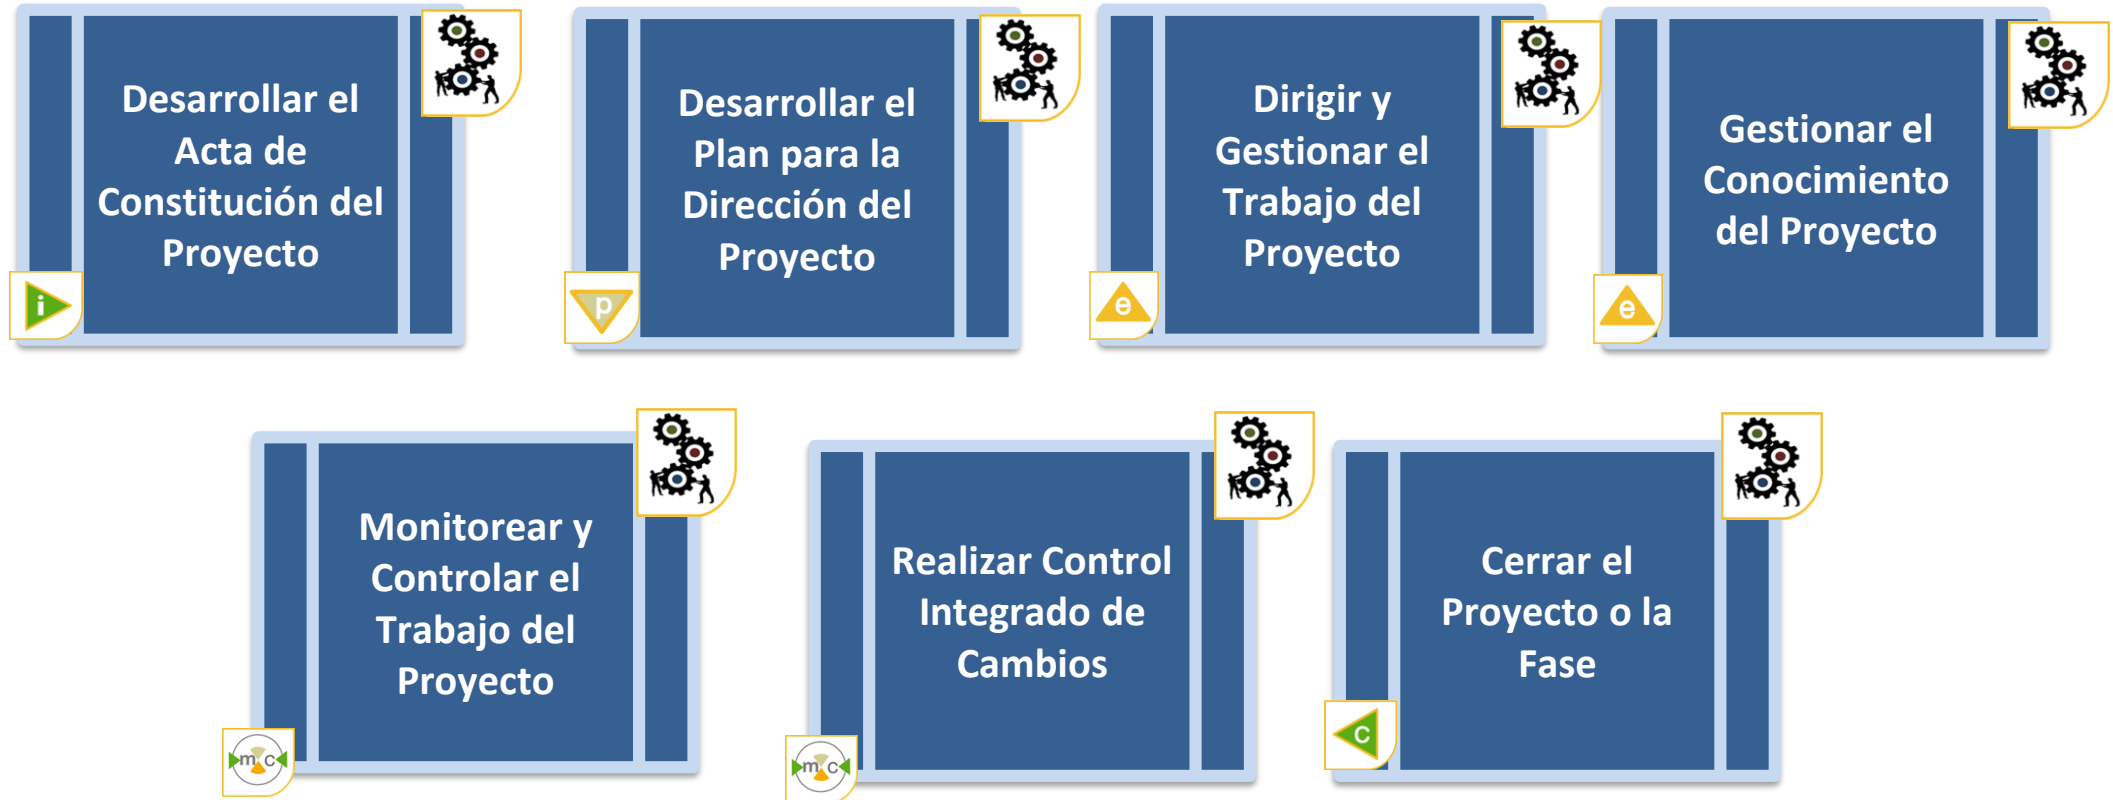 Desarrollar el
Acta de
Constitución del
Proyecto
i
Desarrollar el
Plan para la
Dirección del
Proyecto
p
Dirigir y
Gestionar el
Trabajo del
Proyecto
e
Gestionar el
Conocimiento
del Proyecto
e
Monitorear y
Controlar el
Trabajo del
Proyecto
m c
Realizar Control
Integrado de
Cambios
m c
Cerrar el
Proyecto o la
Fase
c